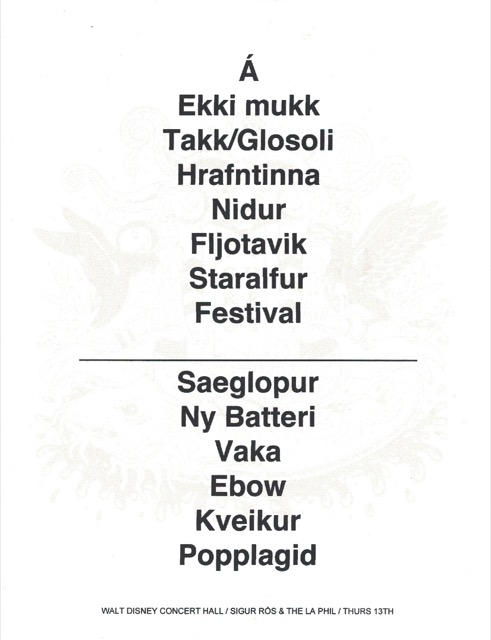 Á
Ekki mukk
Takk/Glosoli
Hrafntinna
Nidur
Fljotavik
Staralfur
Festival
Saeglopur
Ny Batteri
Vaka
Ebow
Kveikur
Popplagid
WALT DISNEY CONCERT HALL / SIGUR RÓS & THE LA PHIL / THURS 13TH